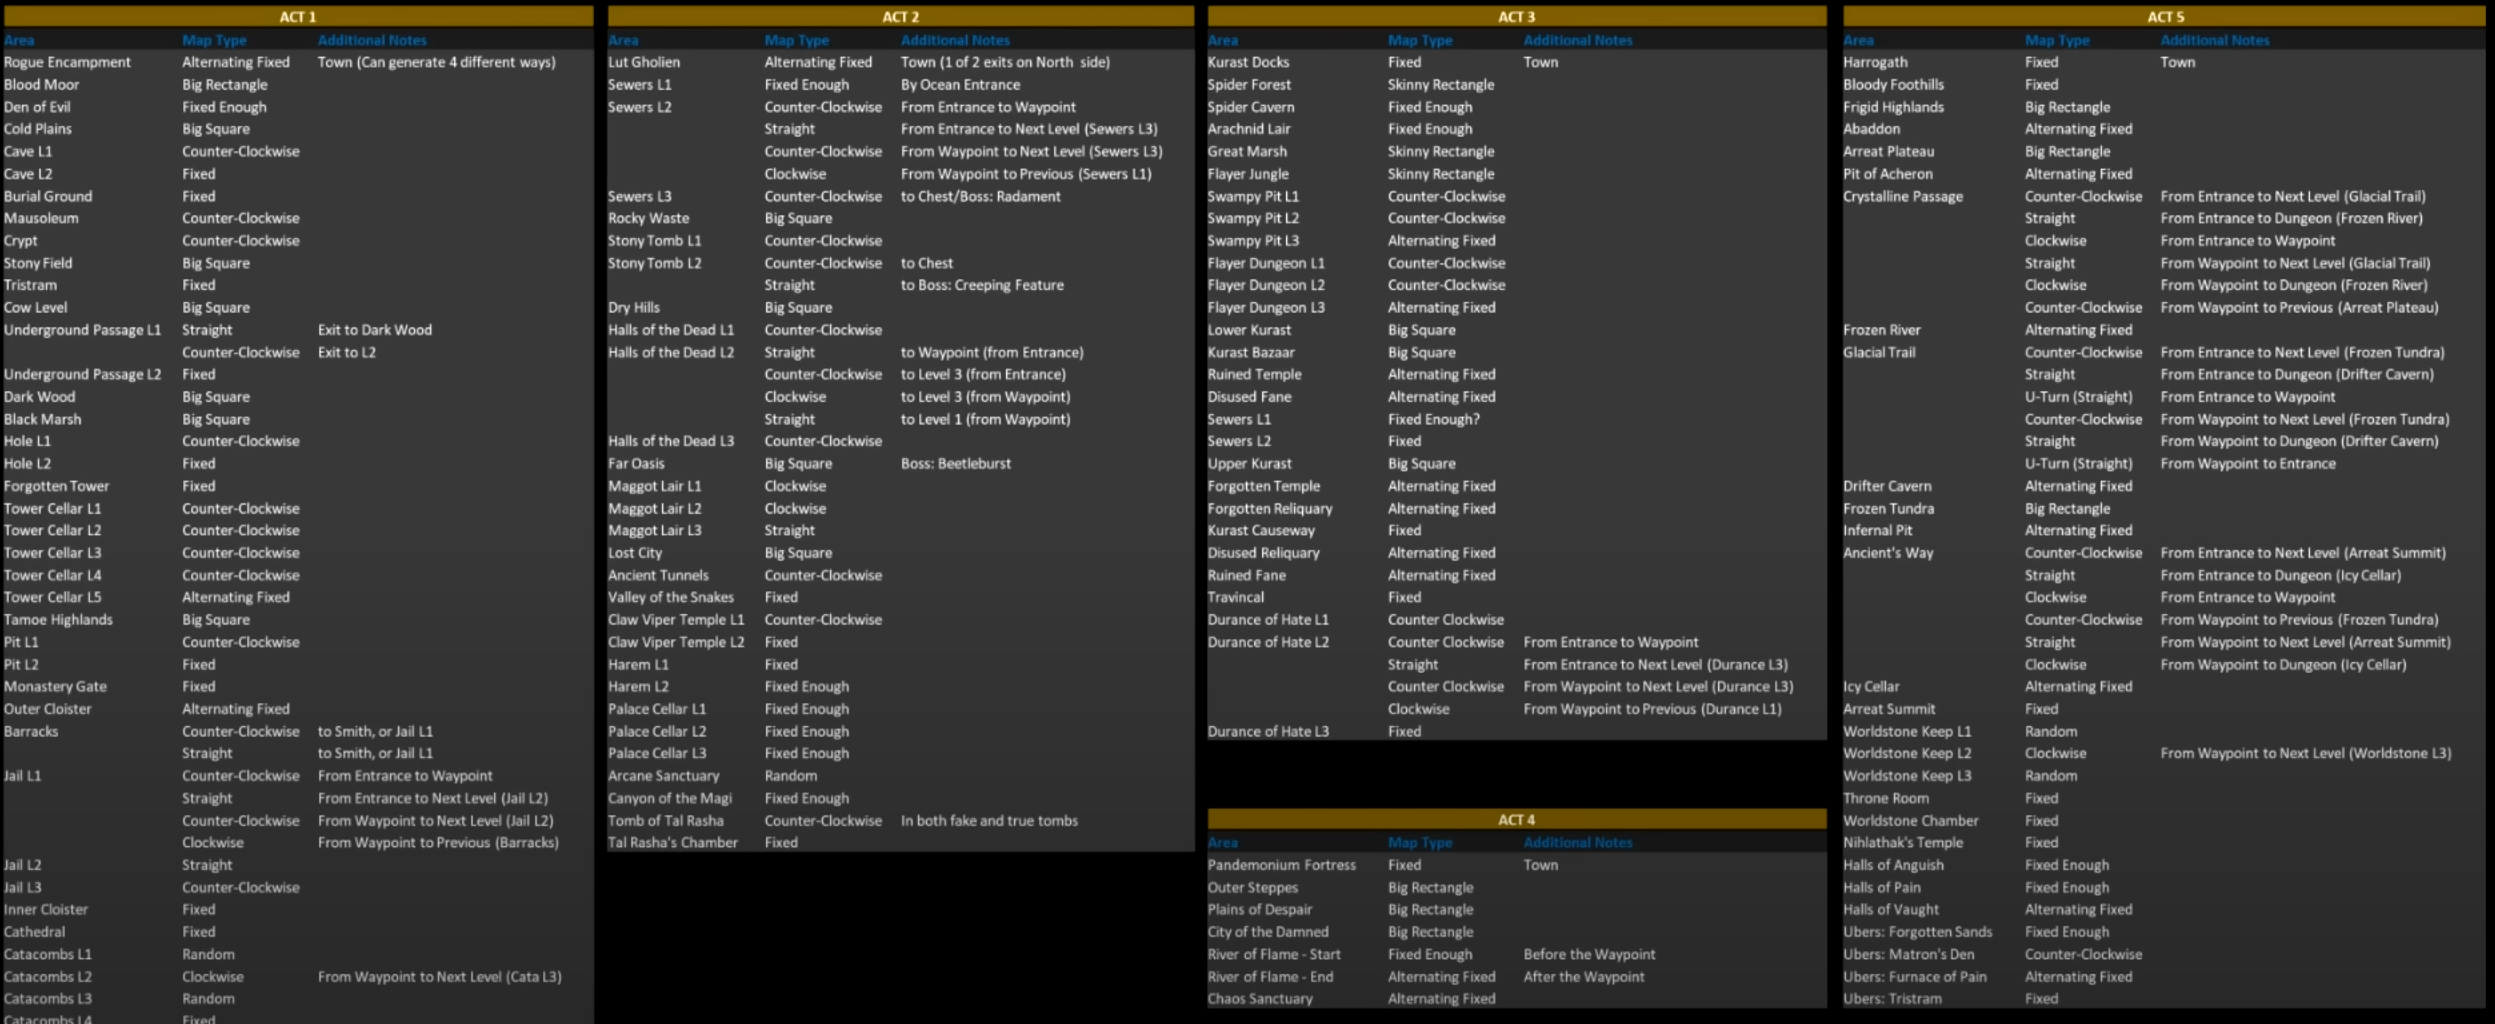 ACT 1
Area Map Type Additional Notes
Rogue Encampment Alternating Fixed Town (Can generate 4 different ways)
Blood Moor Big Rectangle
Den of Evil Fixed Enough
Cold Plains Big Square
Cave L1 Counter-Clockwise
Cave L2 Fixed
Burial Ground Fixed
Mausoleum Counter-Clockwise
Crypt Counter-Clockwise
Stony Field Big Square
Tristram Fixed
Cow Level Big Square
Underground Passage L1 Straight Exit to Dark Wood
Counter-Clockwise Exit to L2
Underground Passage L2 Fixed
Dark Wood Big Square
Black Marsh Big Square
Hole L1 Counter-Clockwise
Hole L2 Fixed
Forgotten Tower Fixed
Tower Cellar L1 Counter-Clockwise
Tower Cellar L2 Counter-Clockwise
Tower Cellar L3 Counter-Clockwise
Tower Cellar L4 Counter-Clockwise
Tower Cellar L5 Alternating Fixed
Tamoe Highlands Big Square
Pit L1 Counter-Clockwise
Pit L2 Fixed
Monastery Gate Fixed
Outer Cloister Alternating Fixed
Barracks Counter-Clockwise to Smith, or Jail L1
Straight to Smith, or Jail L1
Jail L1 Counter-Clockwise From Entrance to Waypoint
Straight From Entrance to Next Level (Jail L2)
Counter-Clockwise From Waypoint to Next Level (Jail L2)
Clockwise From Waypoint to Previous (Barracks)
Jail L2 Straight
Jail L3 Counter-Clockwise
Inner Cloister Fixed
Cathedral Fixed
Catacombs L1 Random
Catacombs L2 Clockwise From Waypoint to Next Level (Cata L3)
Catacombs L3 Random
Catacombs L4 Fixed
ACT 2
Area Map Type Additional Notes
Lut Gholien Alternating Fixed Town (1 of 2 exits on North side)
Sewers L1 Fixed Enough By Ocean Entrance
Sewers L2 Counter-Clockwise From Entrance to Waypoint
Straight From Entrance to Next Level (Sewers L3)
Counter-Clockwise From Waypoint to Next Level (Sewers L3)
Clockwise From Waypoint to Previous (Sewers L1)
Sewers L3 Counter-Clockwise to Chest/Boss: Radament
Rocky Waste Big Square
Stony Tomb L1 Counter-Clockwise
Stony Tomb L2 Counter-Clockwise to Chest
Straight to Boss: Creeping Feature
Dry Hills Big Square
Halls of the Dead L1 Counter-Clockwise
Halls of the Dead L2 Straight to Waypoint (from Entrance)
Counter-Clockwise to Level 3 (from Entrance)
Clockwise to Level 3 (from Waypoint)
Straight to Level 1 (from Waypoint)
Halls of the Dead L3 Counter-Clockwise
Far Oasis Big Square Boss: Beetleburst
Maggot Lair L1 Clockwise
Maggot Lair L2 Clockwise
Maggot Lair L3 Straight
Lost City Big Square
Ancient Tunnels Counter-Clockwise
Valley of the Snakes Fixed
Claw Viper Temple L1 Counter-Clockwise
Claw Viper Temple L2 Fixed
Harem L1 Fixed
Harem L2 Fixed Enough
Palace Cellar L1 Fixed Enough
Palace Cellar L2 Fixed Enough
Palace Cellar L3 Fixed Enough
Arcane Sanctuary Random
Canyon of the Magi Fixed Enough
Tomb of Tal Rasha Counter-Clockwise In both fake and true tombs
Tal Rasha's Chamber Fixed
ACT 3
Area Map Type Additional Notes
Kurast Docks Fixed Town
Spider Forest Skinny Rectangle
Spider Cavern Fixed Enough
Arachnid Lair Fixed Enough
Great Marsh Skinny Rectangle
Flayer Jungle Skinny Rectangle
Swampy Pit L1 Counter-Clockwise
Swampy Pit L2 Counter-Clockwise
Swampy Pit L3 Alternating Fixed
Flayer Dungeon L1 Counter-Clockwise
Flayer Dungeon L2 Counter-Clockwise
Flayer Dungeon L3 Alternating Fixed
Lower Kurast Big Square
Kurast Bazaar Big Square
Ruined Temple Alternating Fixed
Disused Fane Alternating Fixed
Sewers L1 Fixed Enough?
Sewers L2 Fixed
Upper Kurast Big Square
Forgotten Temple Alternating Fixed
Forgotten Reliquary Alternating Fixed
Kurast Causeway Fixed
Disused Reliquary Alternating Fixed
Ruined Fane Alternating Fixed
Travincal Fixed
Durance of Hate L1 Counter Clockwise
Durance of Hate L2 Counter Clockwise From Entrance to Waypoint
Straight From Entrance to Next Level (Durance L3)
Counter Clockwise From Waypoint to Next Level (Durance L3)
Clockwise From Waypoint to Previous (Durance L1)
Durance of Hate L3 Fixed
ACT 4
Area Map Type Additional Notes
Pandemonium Fortress Fixed Town
Outer Steppes Big Rectangle
Plains of Despair Big Rectangle
City of the Damned Big Rectangle
River of Flame - Start Fixed Enough Before the Waypoint
River of Flame - End Alternating Fixed After the Waypoint
Chaos Sanctuary Alternating Fixed
ACT 5
Area Map Type Additional Notes
Harrogath Fixed Town
Bloody Foothills Fixed
Frigid Highlands Big Rectangle
Abaddon Alternating Fixed
Arreat Plateau Big Rectangle
Pit of Acheron Alternating Fixed
Crystalline Passage Counter-Clockwise From Entrance to Next Level (Glacial Trail)
Straight From Entrance to Dungeon (Frozen River)
Clockwise From Entrance to Waypoint
Straight From Waypoint to Next Level (Glacial Trail)
Clockwise From Waypoint to Dungeon (Frozen River)
Counter-Clockwise From Waypoint to Previous (Arreat Plateau)
Frozen River Alternating Fixed
Glacial Trail Counter-Clockwise From Entrance to Next Level (Frozen Tundra)
Straight From Entrance to Dungeon (Drifter Cavern)
U-Turn (Straight) From Entrance to Waypoint
Counter-Clockwise From Waypoint to Next Level (Frozen Tundra)
Straight From Waypoint to Dungeon (Drifter Cavern)
U-Turn (Straight) From Waypoint to Entrance
Drifter Cavern Alternating Fixed
Frozen Tundra Big Rectangle
Infernal Pit Alternating Fixed
Ancient's Way Counter-Clockwise From Entrance to Next Level (Arreat Summit)
Straight From Entrance to Dungeon (Icy Cellar)
Clockwise From Entrance to Waypoint
Counter-Clockwise From Waypoint to Previous (Frozen Tundra)
Straight From Waypoint to Next Level (Arreat Summit)
Clockwise From Waypoint to Dungeon (Icy Cellar)
Icy Cellar Alternating Fixed
Arreat Summit Fixed
Worldstone Keep L1 Random
Worldstone Keep L2 Clockwise From Waypoint to Next Level (Worldstone L3)
Worldstone Keep L3 Random
Throne Room Fixed
Worldstone Chamber Fixed
Nihlathak's Temple Fixed
Halls of Anguish Fixed Enough
Halls of Pain Fixed Enough
Halls of Vaught Alternating Fixed
Ubers: Forgotten Sands Fixed Enough
Ubers: Matron's Den Counter-Clockwise
Ubers: Furnace of Pain Alternating Fixed
Ubers: Tristram Fixed